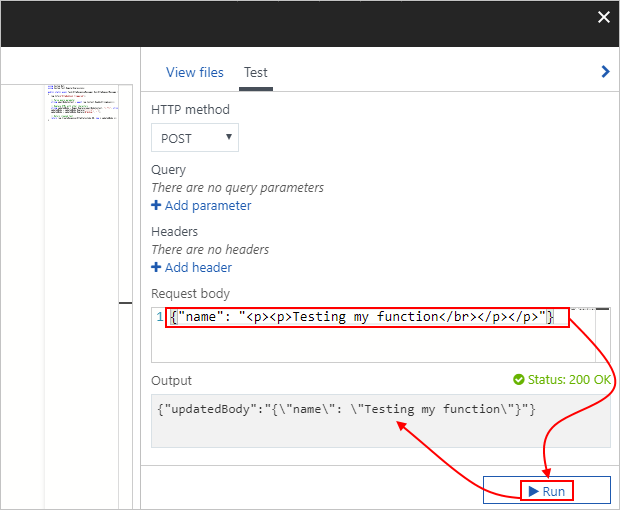 View files Test
HTTP method
POST
Query
There are no query parameters
+ Add parameter
Headers
There are no headers
+ Add header
Request body
1 {"name": "<p><p>Testing my function</br></p></p>"}
Output Status: 200 OK
{"updatedBody":"{\"name\": \"Testing my function\"}"}
Run